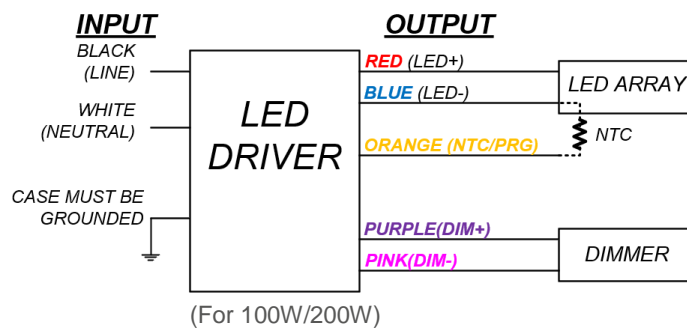 INPUT
OUTPUT
BLACK
(LINE)
WHITE
(NEUTRAL)
CASE MUST BE
GROUNDED
LED
DRIVER
RED (LED+)
BLUE (LED-)
ORANGE (NTC/PRG)
PURPLE(DIM+)
PINK(DIM-)
LED ARRAY
NTC
DIMMER
(For 100W/200W)